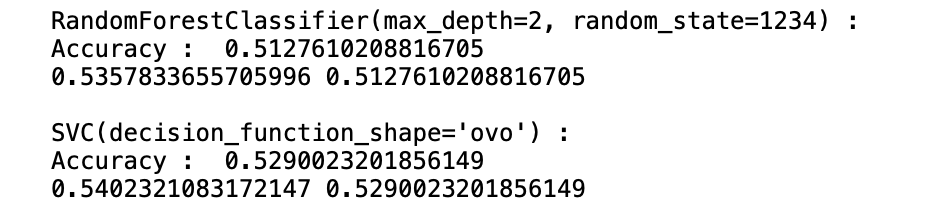 RandomForestClassifier(max_depth=2, random_state=1234) :
Accuracy :  0.5127610208816705
0.5357833655705996 0.5127610208816705

SVC(decision_function_shape='ovo') :
Accuracy :  0.5290023201856149
0.5402321083172147 0.5290023201856149